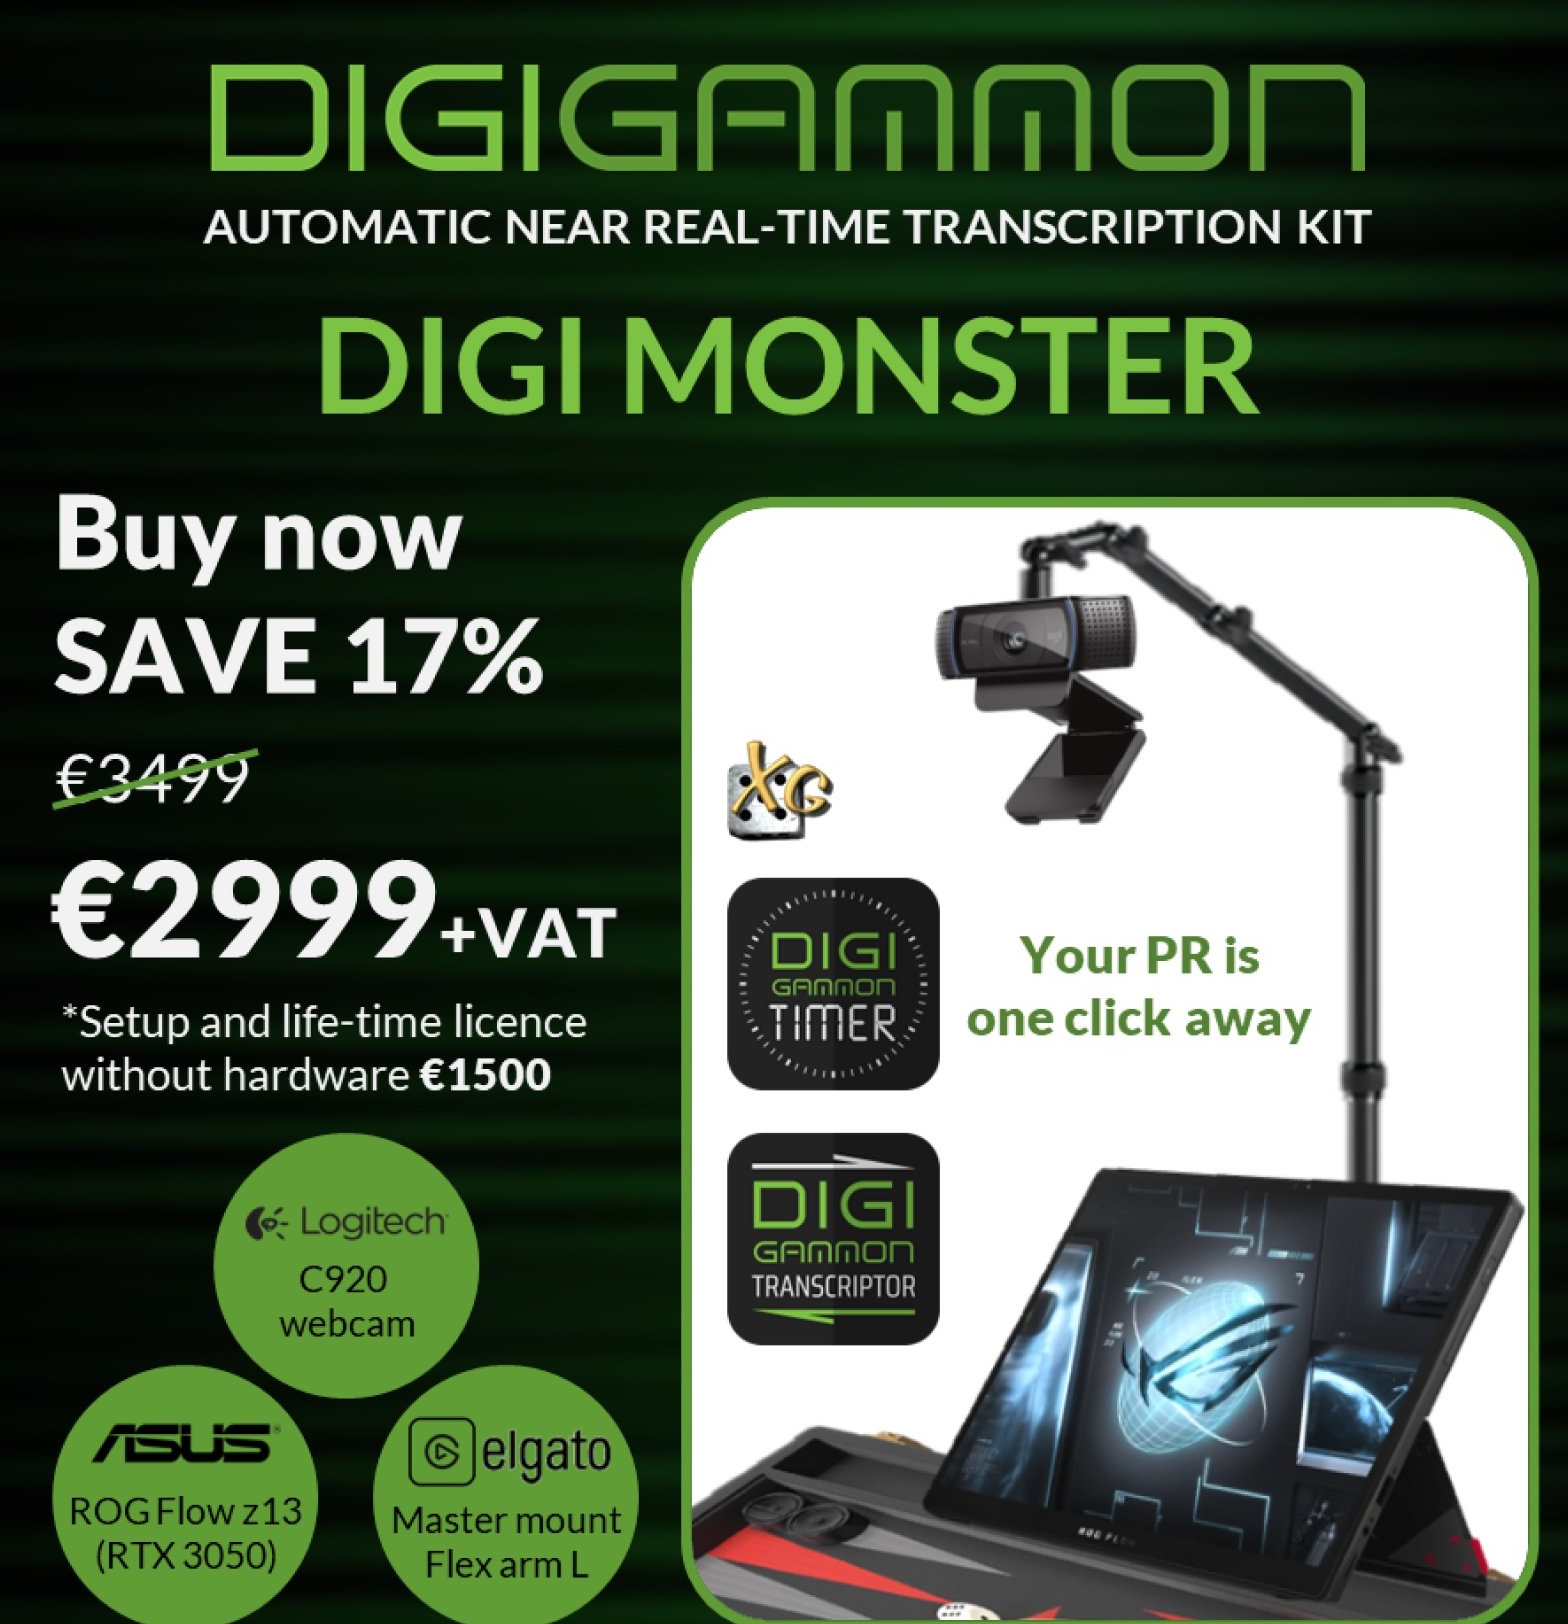 DIGIGAMMON
AUTOMATIC NEAR REAL-TIME TRANSCRIPTION KIT
DIGI MONSTER
Buy now
SAVE 17%
€3499
€2999+VAT
*Setup and life-time licence
without hardware €1500
Logitech
C920
webcam
ASUS
ROG Flow z13
(RTX 3050)
elgato
Master mount
Flex arm L
XG
DIGI
GAMMON
TIMER
Your PR is
one click away
DIGI
GAMMON
TRANSCRIPTOR
ROG FLOW